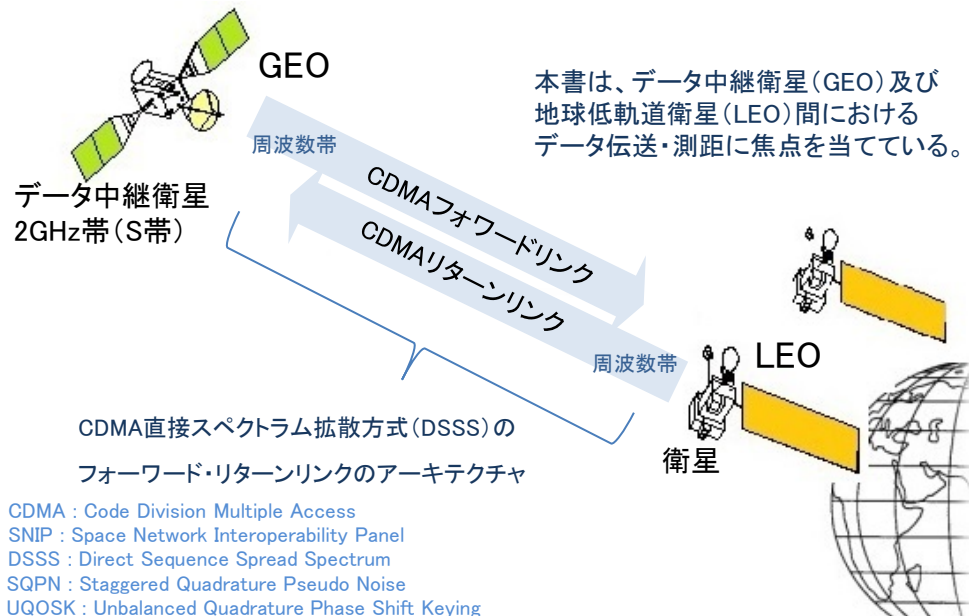 GEO
データ中継衛星
2GHz帯(S帯)
本書は、データ中継衛星(GEO)及び
地球低軌道衛星(LEO)間における
データ伝送・測距に焦点を当てている。
周波数帯
CDMAフォワードリンク
CDMAリターンリンク
周波数帯
LEO
衛星
CDMA直接スペクトラム拡散方式(DSSS)の
フォーワード・リターンリンクのアーキテクチャ
CDMA : Code Division Multiple Access
SNIP : Space Network Interoperability Panel
DSSS : Direct Sequence Spread Spectrum
SQPN : Staggered Quadrature Pseudo Noise
UQOSK : Unbalanced Quadrature Phase Shift Keying